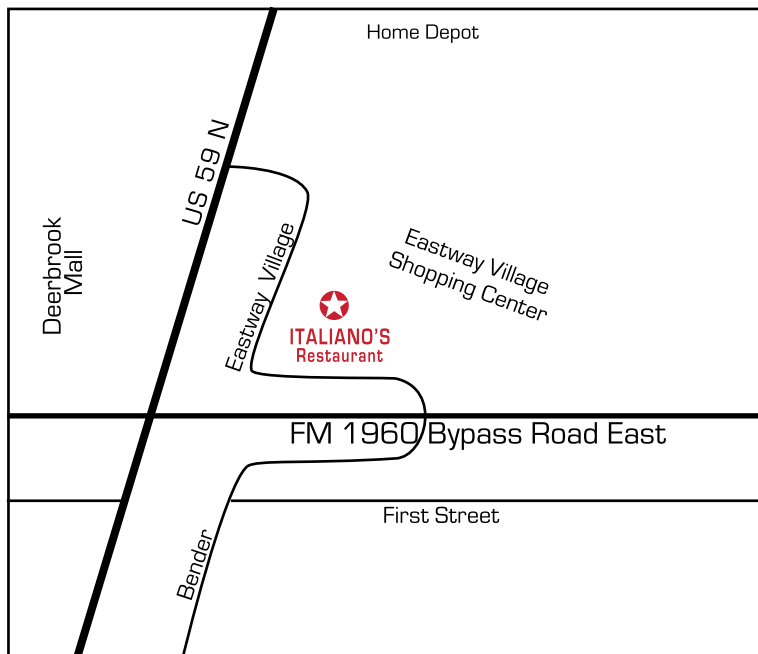 Home Depot
US 59 N
Deerbrook
Mall
Eastway Village
Eastway Village
Shopping Center
ITALIANO'S
Restaurant
FM 1960 Bypass Road East
First Street
Bender